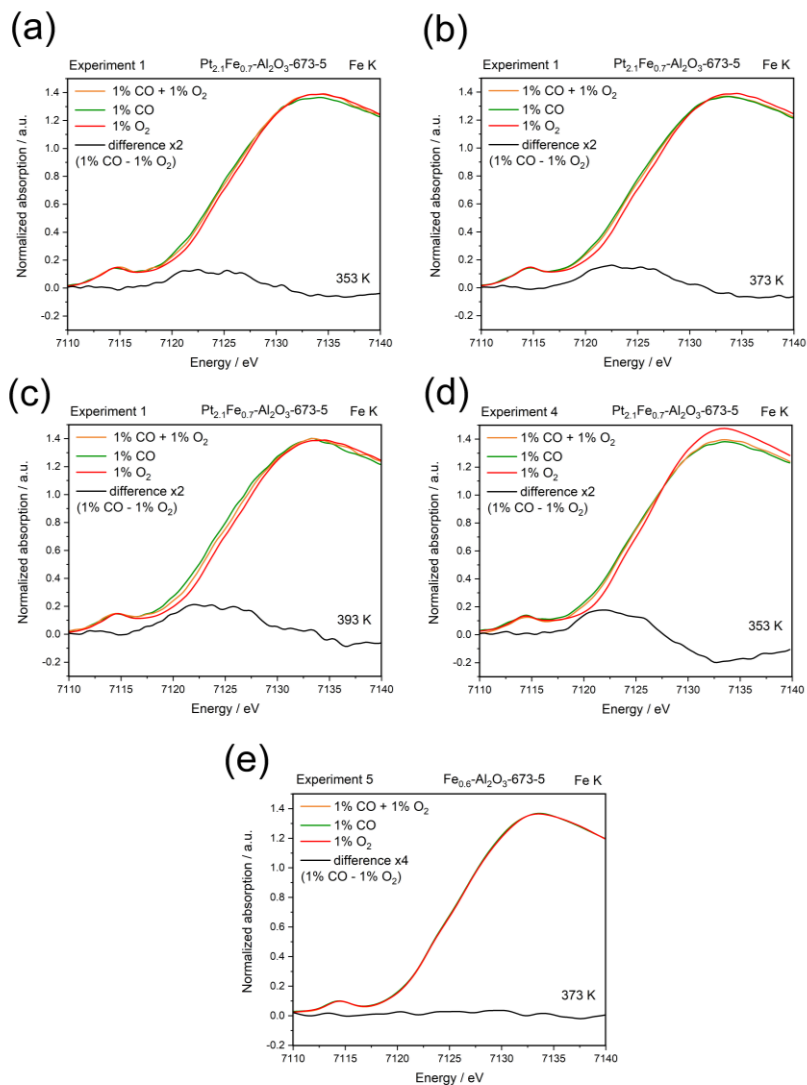 (a)
Experiment 1 Pt2.1Fe0.7-Al2O3-673-5 Fe K
1% CO + 1% O2
1% CO
1% O2
difference x2
(1% CO - 1% O2)
353 K
Normalized absorption / a.u.
1.4
1.2
1.0
0.8
0.6
0.4
0.2
0.0
-0.2
7110 7115 7120 7125 7130 7135 7140
Energy / eV
(b)
Experiment 1 Pt2.1Fe0.7-Al2O3-673-5 Fe K
1% CO + 1% O2
1% CO
1% O2
difference x2
(1% CO - 1% O2)
373 K
Normalized absorption / a.u.
1.4
1.2
1.0
0.8
0.6
0.4
0.2
0.0
-0.2
7110 7115 7120 7125 7130 7135 7140
Energy / eV
(c)
Experiment 1 Pt2.1Fe0.7-Al2O3-673-5 Fe K
1% CO + 1% O2
1% CO
1% O2
difference x2
(1% CO - 1% O2)
393 K
Normalized absorption / a.u.
1.4
1.2
1.0
0.8
0.6
0.4
0.2
0.0
-0.2
7110 7115 7120 7125 7130 7135 7140
Energy / eV
(d)
Experiment 4 Pt2.1Fe0.7-Al2O3-673-5 Fe K
1% CO + 1% O2
1% CO
1% O2
difference x2
(1% CO - 1% O2)
353 K
Normalized absorption / a.u.
1.4
1.2
1.0
0.8
0.6
0.4
0.2
0.0
-0.2
7110 7115 7120 7125 7130 7135 7140
Energy / eV
(e)
Experiment 5 Fe0.6-Al2O3-673-5 Fe K
1% CO + 1% O2
1% CO
1% O2
difference x4
(1% CO - 1% O2)
373 K
Normalized absorption / a.u.
1.4
1.2
1.0
0.8
0.6
0.4
0.2
0.0
-0.2
7110 7115 7120 7125 7130 7135 7140
Energy / eV